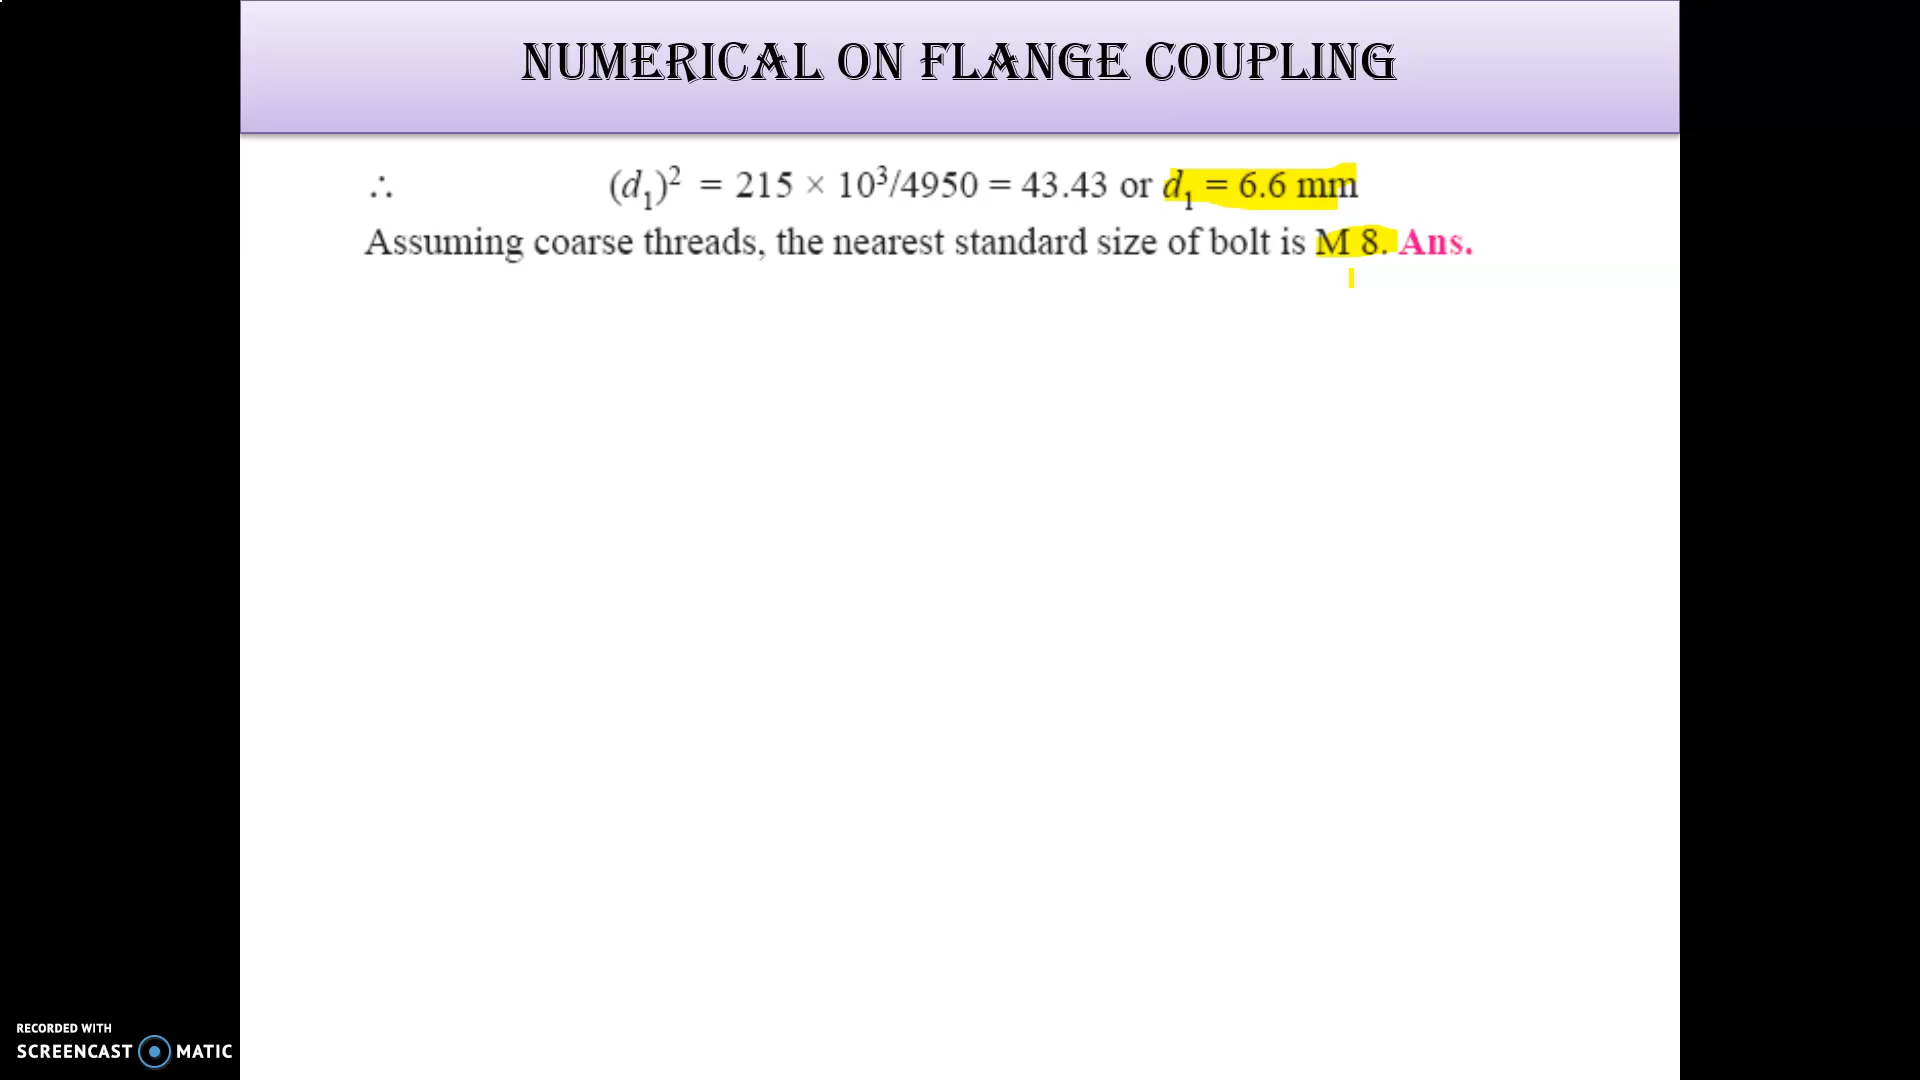 NUMERICAL ON FLANGE COUPLING
∴ (d₁)² = 215 × 10³/4950 = 43.43 or d₁ = 6.6 mm
Assuming coarse threads, the nearest standard size of bolt is M 8. Ans.
RECORDED WITH
SCREENCAST MATIC